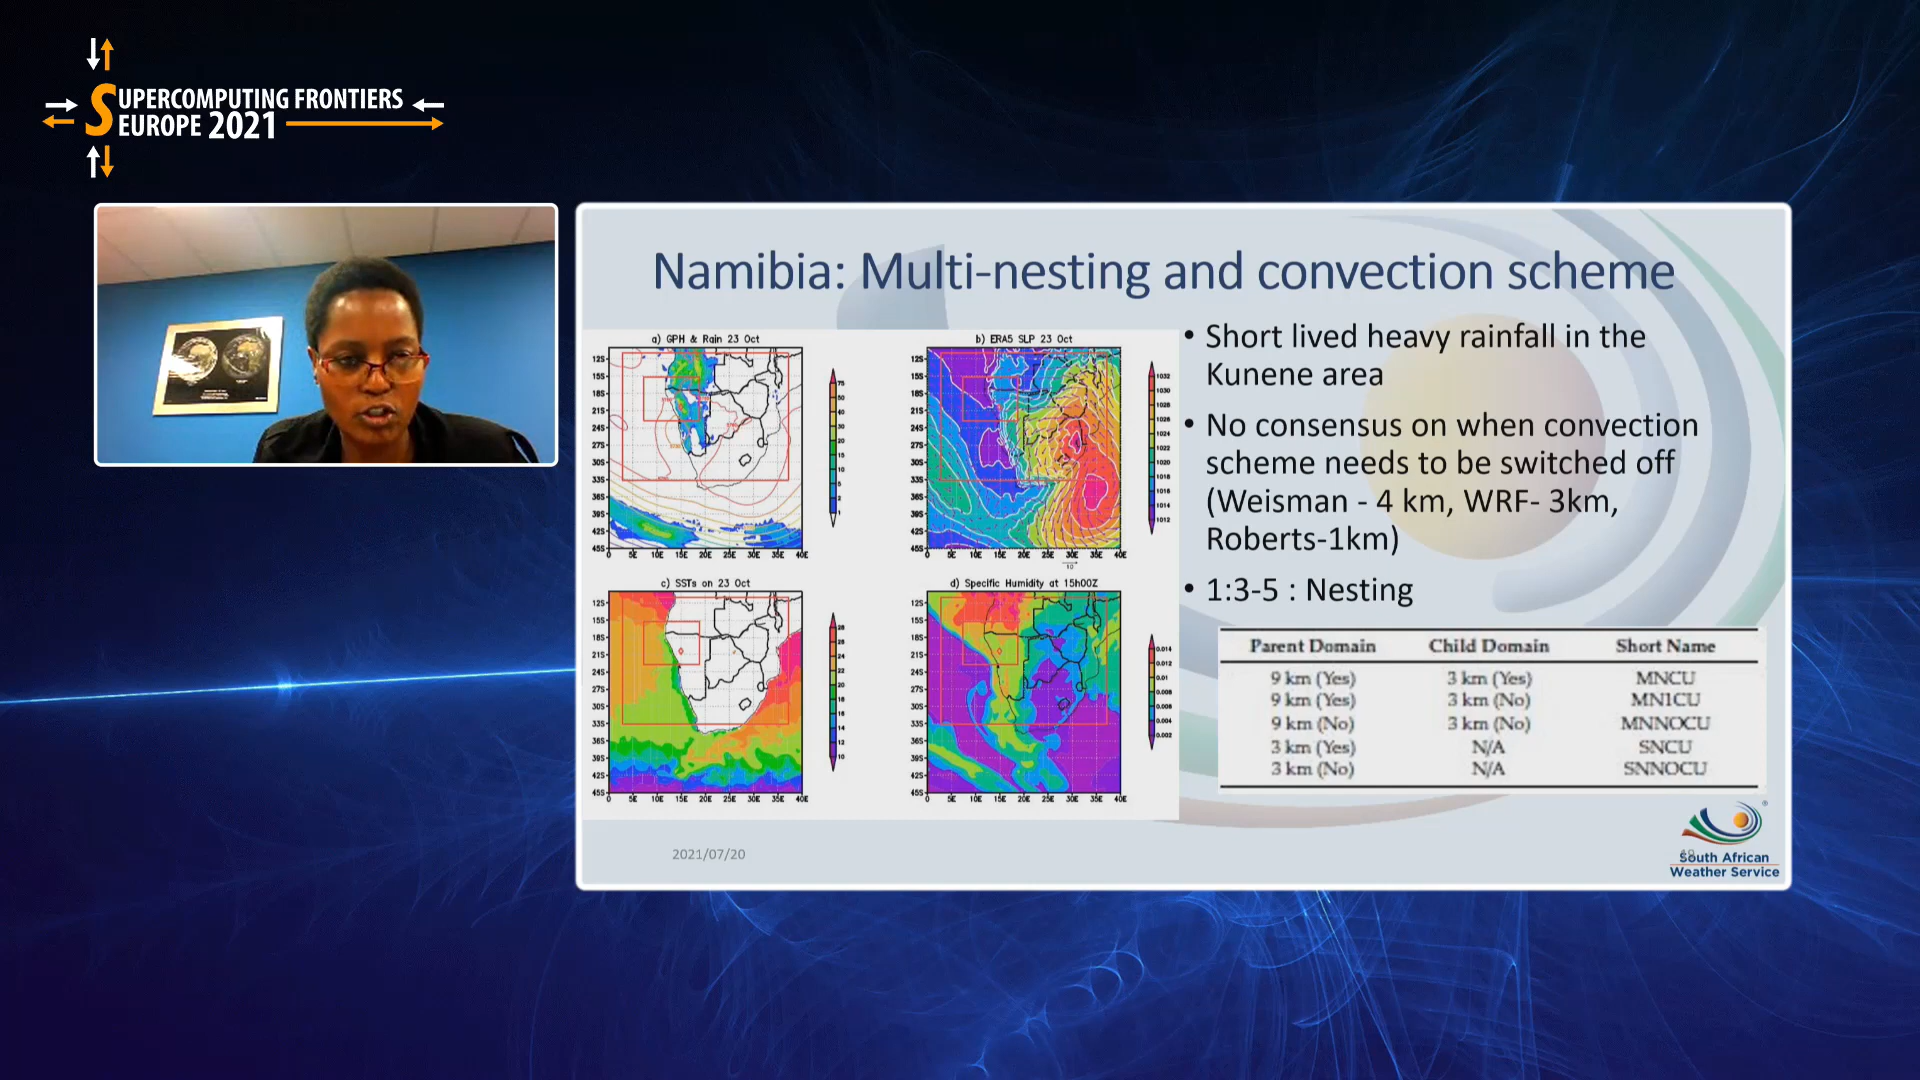 SUPERCOMPUTING FRONTIERS
EUROPE 2021
Namibia: Multi-nesting and convection scheme
a) GPH & Rain 23 Oct
b) ERA5 SLP 23 Oct
c) SSTs on 23 Oct
d) Specific Humidity at 15h00Z
• Short lived heavy rainfall in the
Kunene area
• No consensus on when convection
scheme needs to be switched off
(Weisman - 4 km, WRF- 3km,
Roberts-1km)
• 1:3-5 : Nesting
Parent Domain Child Domain Short Name
9 km (Yes) 3 km (Yes) MNCU
9 km (Yes) 3 km (No) MN1CU
9 km (No) 3 km (No) MNNOCU
3 km (Yes) N/A SNCU
3 km (No) N/A SNNOCU
2021/07/20
South African
Weather Service